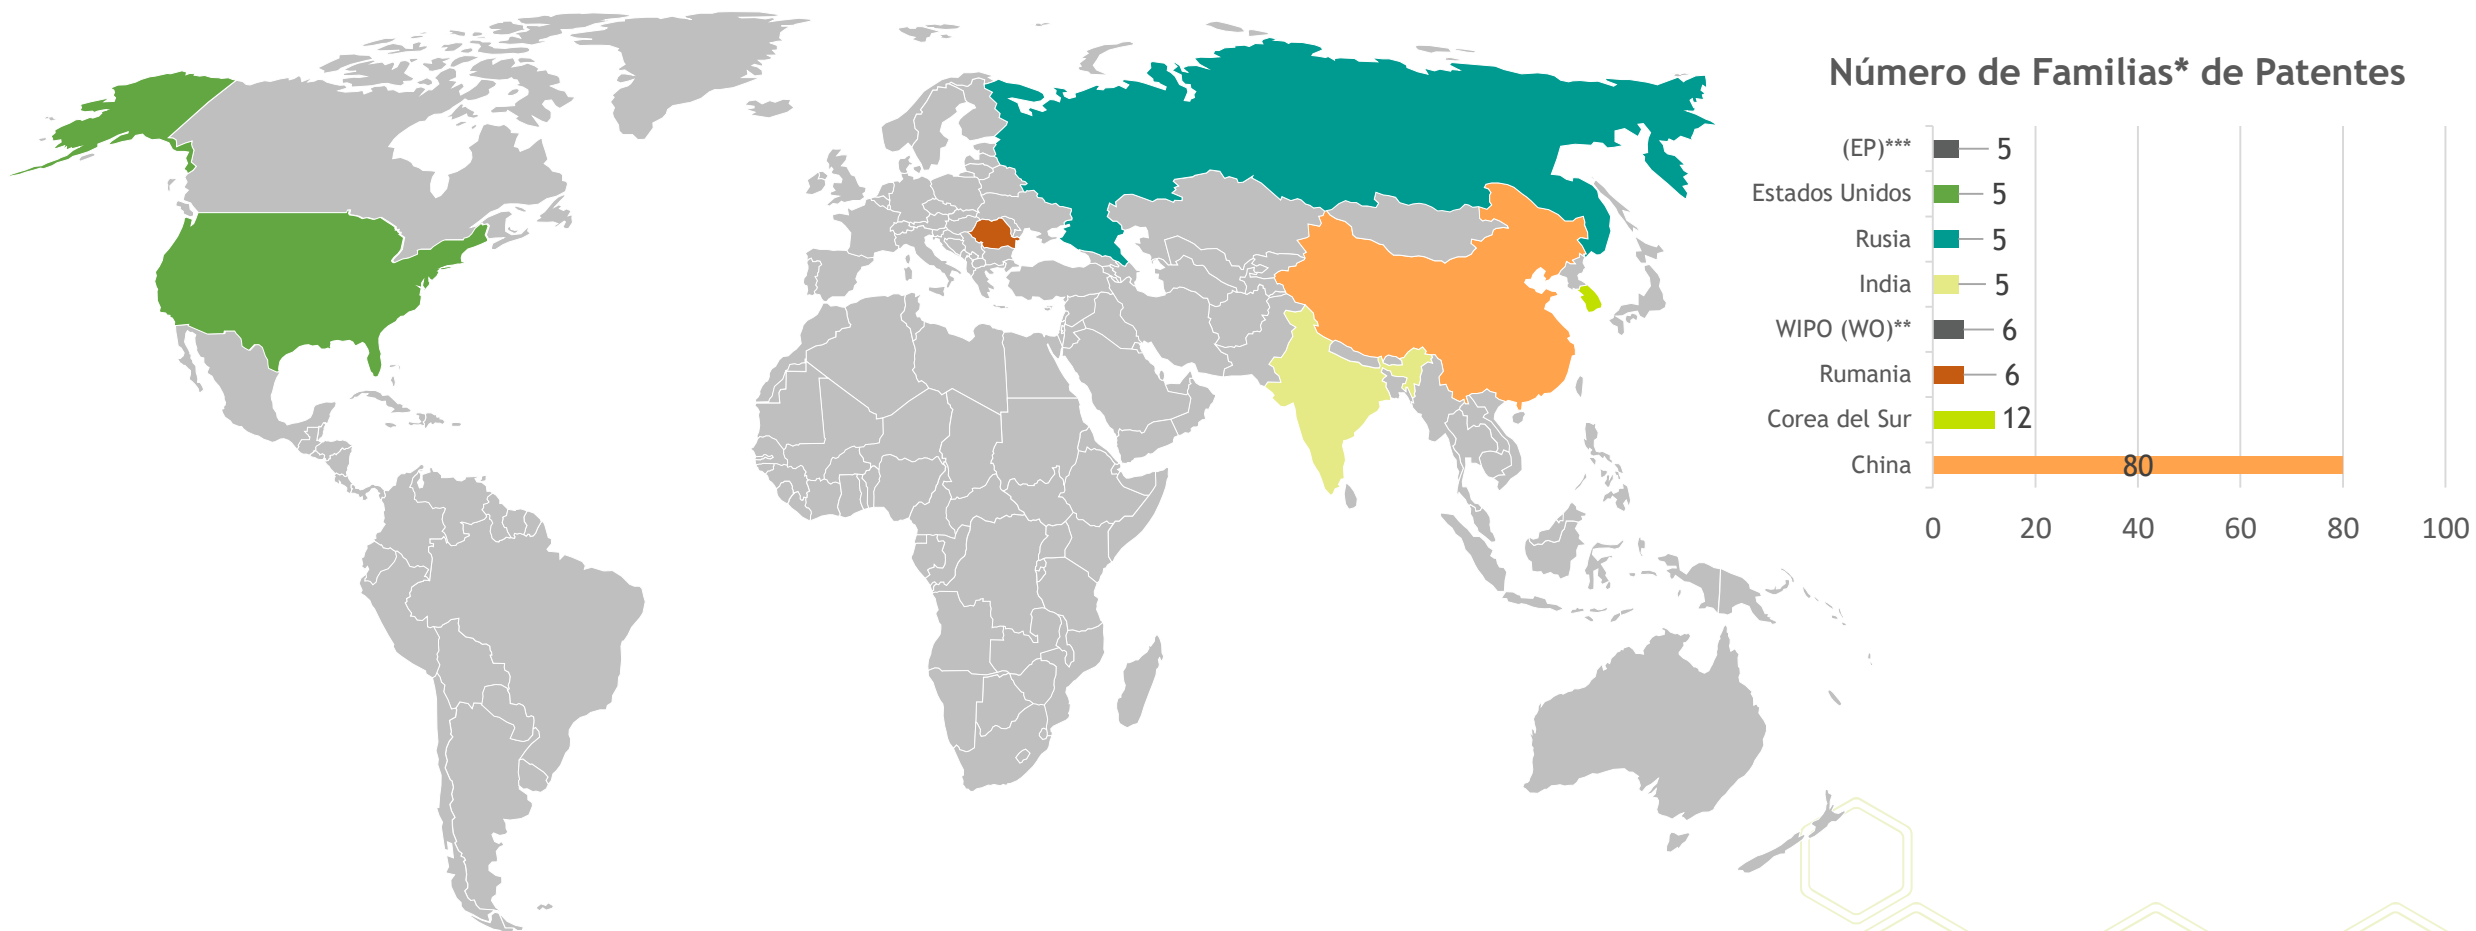 Número de Familias* de Patentes
(EP)*** 5
Estados Unidos 5
Rusia 5
India 5
WIPO (WO)** 6
Rumania 6
Corea del Sur 12
China 80
0 20 40 60 80 100